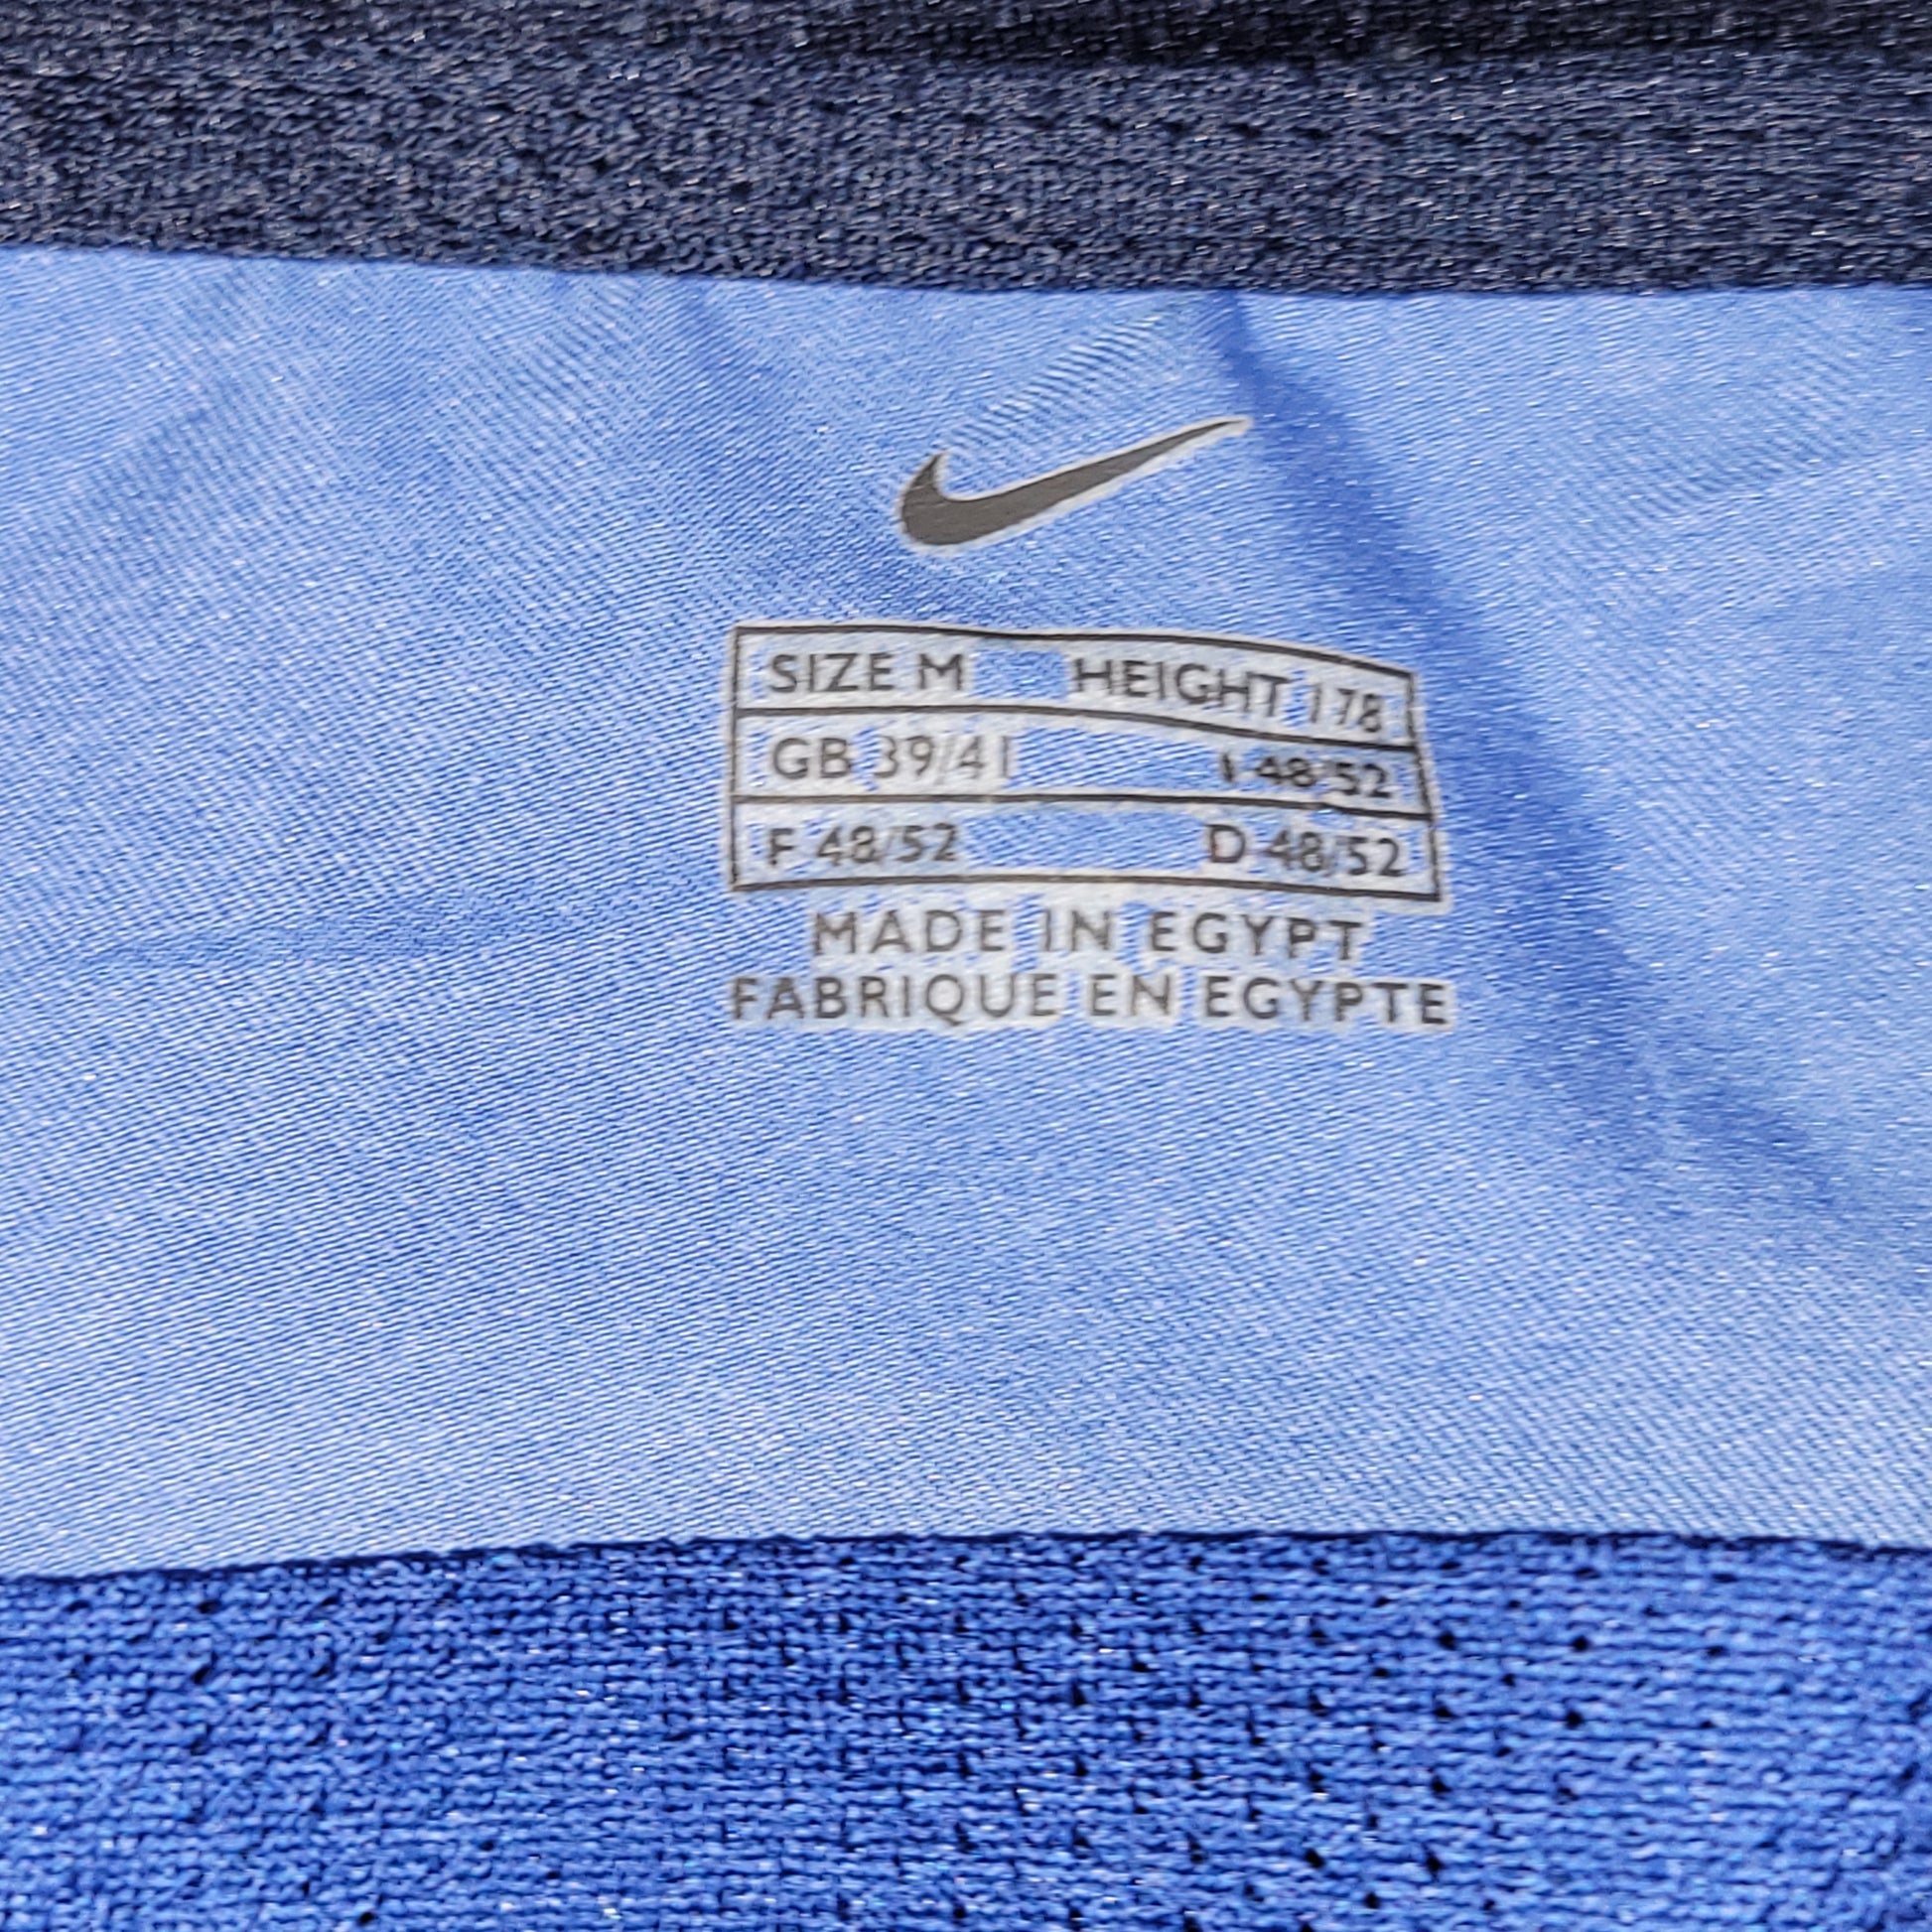 SIZE M HEIGHT 178
GB 39/41 I 48/52
F 48/52 D 48/52
MADE IN EGYPT
FABRIQUE EN EGYPTE